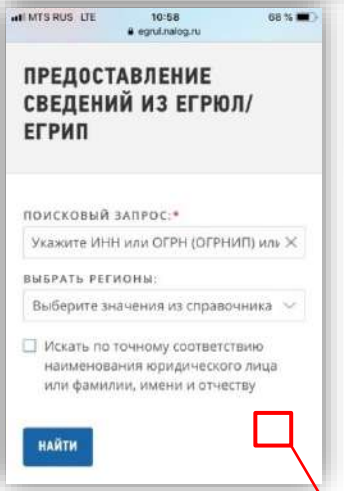 MTS RUS LTE 10:58 68 %
egrul.nalog.ru
ПРЕДОСТАВЛЕНИЕ
СВЕДЕНИЙ ИЗ ЕГРЮЛ/
ЕГРИП
ПОИСКОВЫЙ ЗАПРОС:*
Укажите ИНН или ОГРН (ОГРНИП) или
ВЫБРАТЬ РЕГИОНЫ:
Выберите значения из справочника
Искать по точному соответствию
наименования юридического лица
или фамилии, имени и отчеству
НАЙТИ